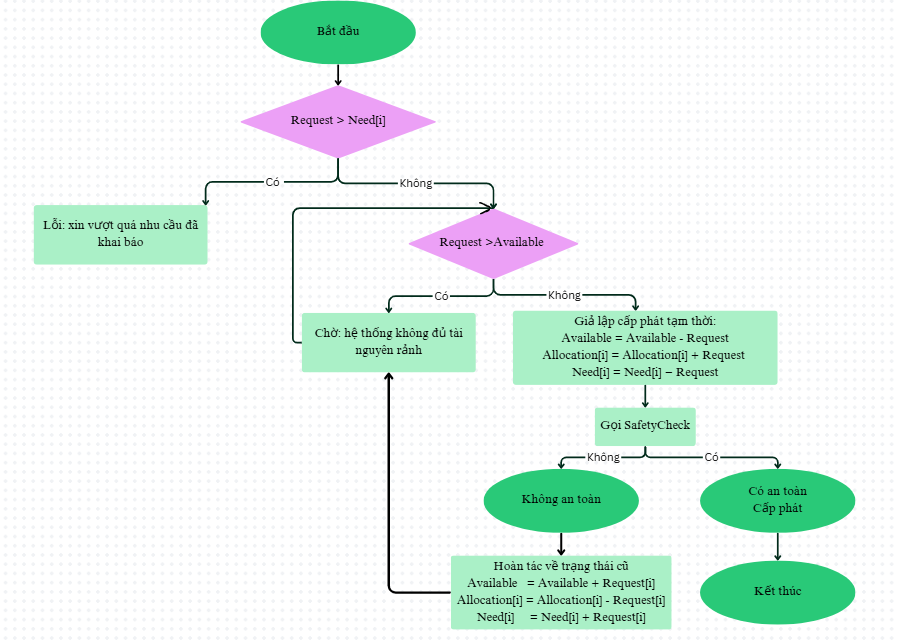 Bắt đầu
Request > Need[i]
Có
Không
Lỗi: xin vượt quá nhu cầu đã
khai báo
Request >Available
Có
Không
Chờ: hệ thống không đủ tài
nguyên rảnh
Giả lập cấp phát tạm thời:
Available = Available - Request
Allocation[i] = Allocation[i] + Request
Need[i] = Need[i] − Request
Gọi SafetyCheck
Không
Có
Không an toàn
Có an toàn
Cấp phát
Hoàn tác về trạng thái cũ
Available = Available + Request[i]
Allocation[i] = Allocation[i] - Request[i]
Need[i] = Need[i] + Request[i]
Kết thúc